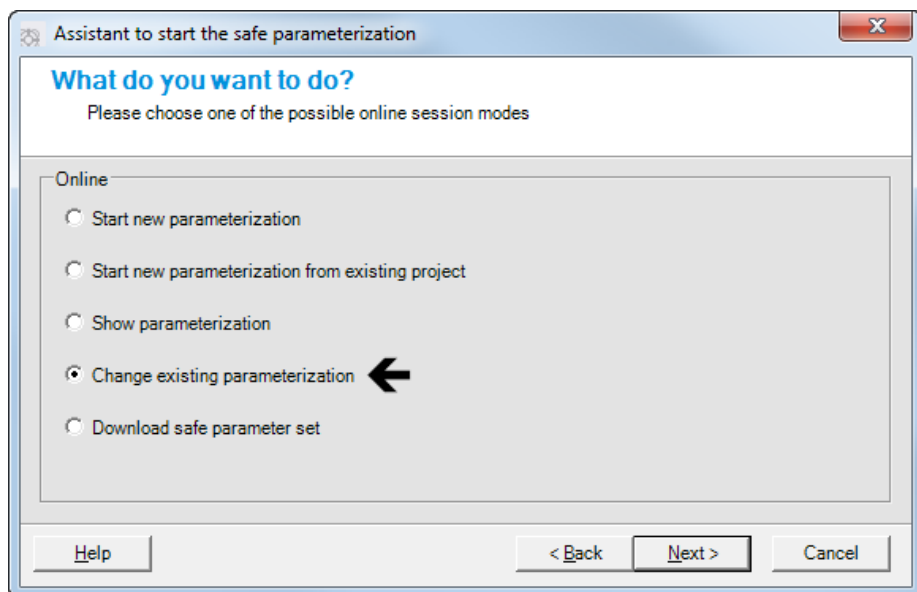 Assistant to start the safe parameterization
X
What do you want to do?
Please choose one of the possible online session modes
Online
Start new parameterization
Start new parameterization from existing project
Show parameterization
Change existing parameterization
Download safe parameter set
Help
< Back
Next >
Cancel